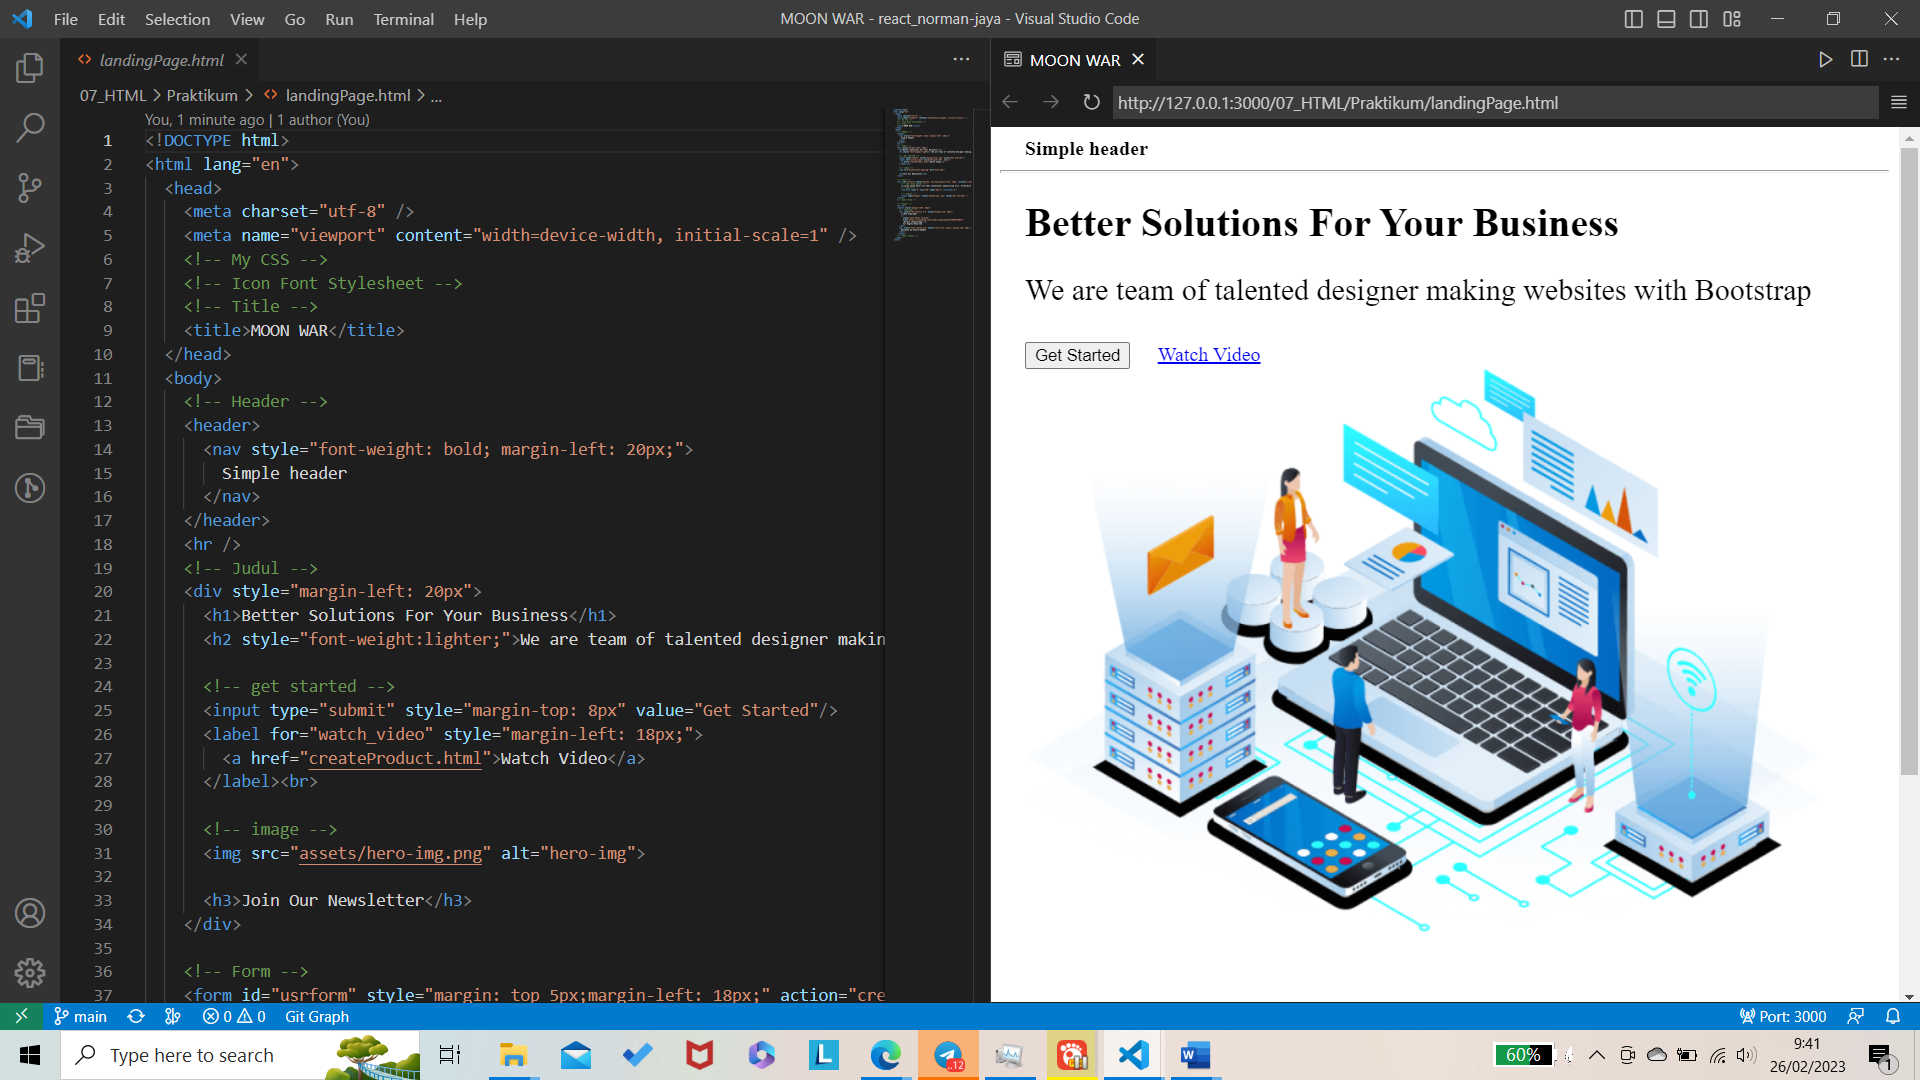 File Edit Selection View Go Run Terminal Help
MOON WAR - react_norman-jaya - Visual Studio Code
landingPage.html
07_HTML > Praktikum > landingPage.html > ...
You, 1 minute ago | 1 author (You)
1 <!DOCTYPE html>
2 <html lang="en">
3 <head>
4 <meta charset="utf-8" />
5 <meta name="viewport" content="width=device-width, initial-scale=1" />
6 <!-- My CSS -->
7 <!-- Icon Font Stylesheet -->
8 <!-- Title -->
9 <title>MOON WAR</title>
10 </head>
11 <body>
12 <!-- Header -->
13 <header>
14 <nav style="font-weight: bold; margin-left: 20px;">
15 Simple header
16 </nav>
17 </header>
18 <hr />
19 <!-- Judul -->
20 <div style="margin-left: 20px">
21 <h1>Better Solutions For Your Business</h1>
22 <h2 style="font-weight:lighter;">We are team of talented designer makin
23
24 <!-- get started -->
25 <input type="submit" style="margin-top: 8px" value="Get Started"/>
26 <label for="watch_video" style="margin-left: 18px;">
27 <a href="createProduct.html">Watch Video</a>
28 </label><br>
29
30 <!-- image -->
31 <img src="assets/hero-img.png" alt="hero-img">
32
33 <h3>Join Our Newsletter</h3>
34 </div>
35
36 <!-- Form -->
37 <form id="usrform" style="margin: top 5px;margin-left: 18px;" action="cre
MOON WAR
http://127.0.0.1:3000/07_HTML/Praktikum/landingPage.html
Simple header
Better Solutions For Your Business
We are team of talented designer making websites with Bootstrap
Get Started Watch Video
main 0 0 Git Graph
Port: 3000
Type here to search
..12
60%
9:41
26/02/2023
1